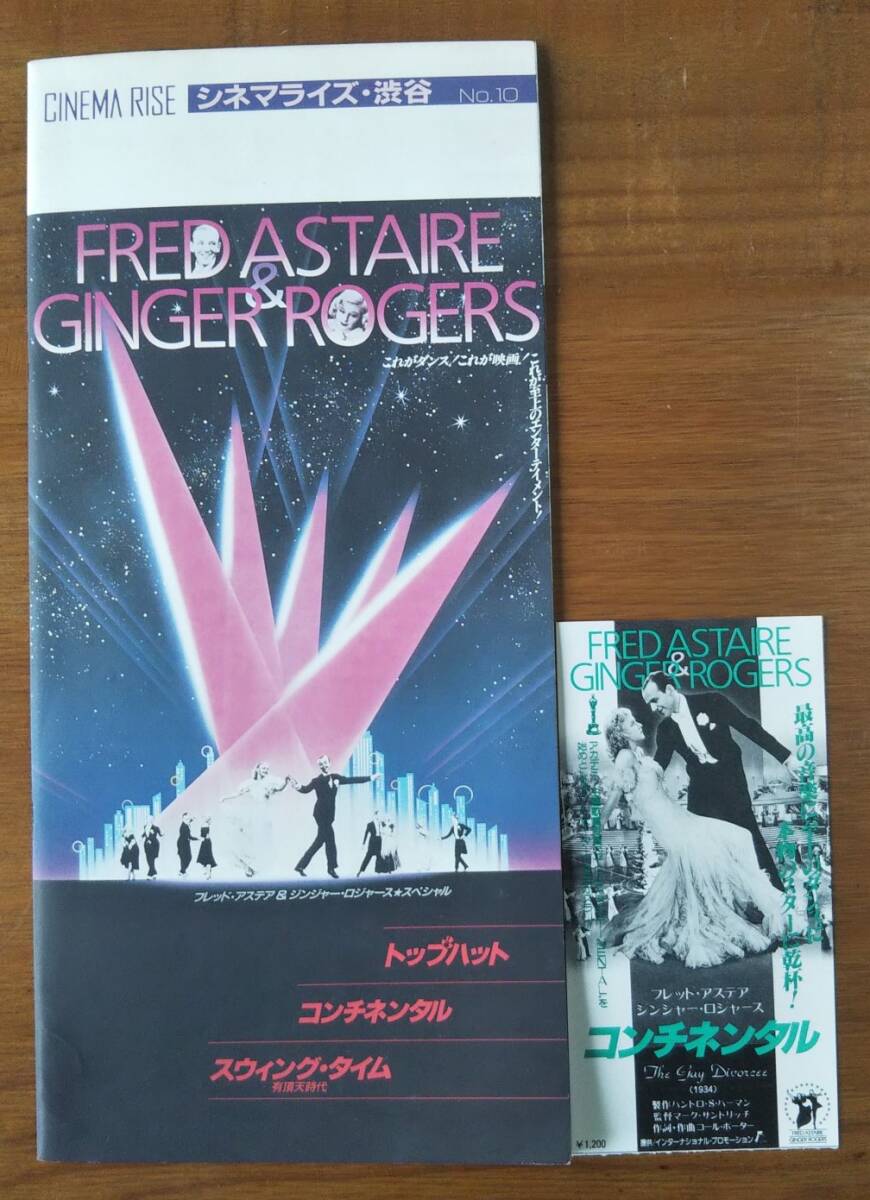 CINEMA RISE シネマライズ・渋谷 No.10
FRED ASTAIRE
&
GINGER ROGERS
これがダンス!これが映画!
これが至上のエンターテイメント!
フレッド・アステア&ジンジャー・ロジャース★スペシャル
トップハット
コンチネンタル
スウィング・タイム
有頂天時代
FRED ASTAIRE
&
GINGER ROGERS
最高の音楽
乾杯!
フレッド・アステア
ジンジャー・ロジャース
コンチネンタル
The Gay Divorcee
(1934)
製作パンドロ・S・バーマン
監督マーク・サンドリッチ
作詞・作曲コール・ポーター
提供/インターナショナル・プロモーション
¥1,200
FRED ASTAIRE
GINGER ROGERS